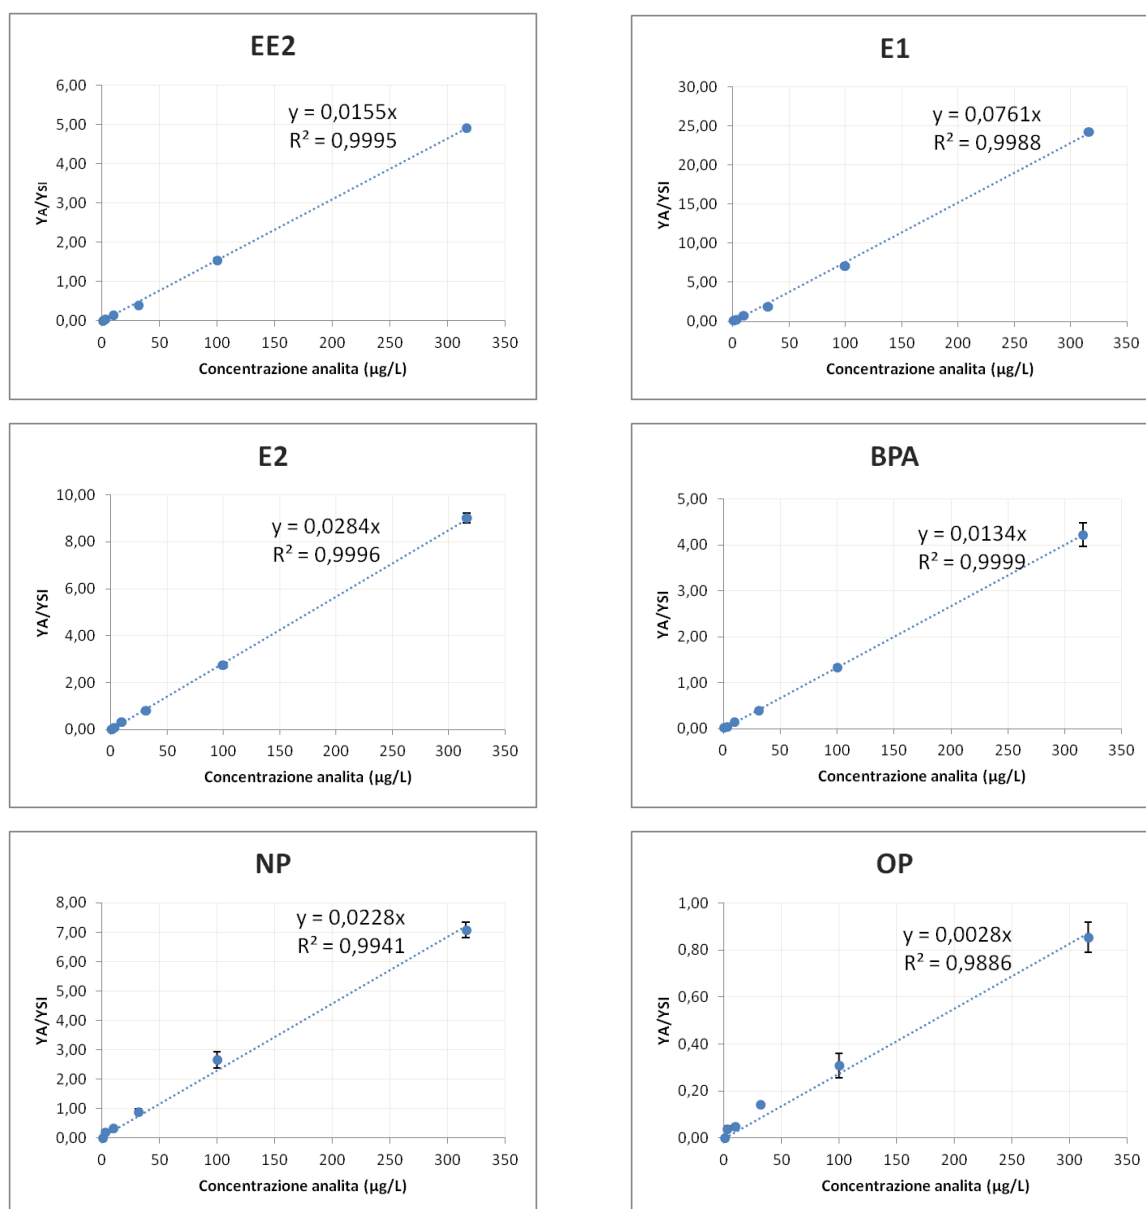 EE2
y = 0,0155x
R² = 0,9995
6,00
5,00
4,00
3,00
2,00
1,00
0,00
YA/YSI
0 50 100 150 200 250 300 350
Concentrazione analita (µg/L)
E1
y = 0,0761x
R² = 0,9988
30,00
25,00
20,00
15,00
10,00
5,00
0,00
YA/YSI
0 50 100 150 200 250 300 350
Concentrazione analita (µg/L)
E2
y = 0,0284x
R² = 0,9996
10,00
8,00
6,00
4,00
2,00
0,00
YA/YSI
0 50 100 150 200 250 300 350
Concentrazione analita (µg/L)
BPA
y = 0,0134x
R² = 0,9999
5,00
4,00
3,00
2,00
1,00
0,00
YA/YSI
0 50 100 150 200 250 300 350
Concentrazione analita (µg/L)
NP
y = 0,0228x
R² = 0,9941
8,00
7,00
6,00
5,00
4,00
3,00
2,00
1,00
0,00
YA/YSI
0 50 100 150 200 250 300 350
Concentrazione analita (µg/L)
OP
y = 0,0028x
R² = 0,9886
1,00
0,80
0,60
0,40
0,20
0,00
YA/YSI
0 50 100 150 200 250 300 350
Concentrazione analita (µg/L)